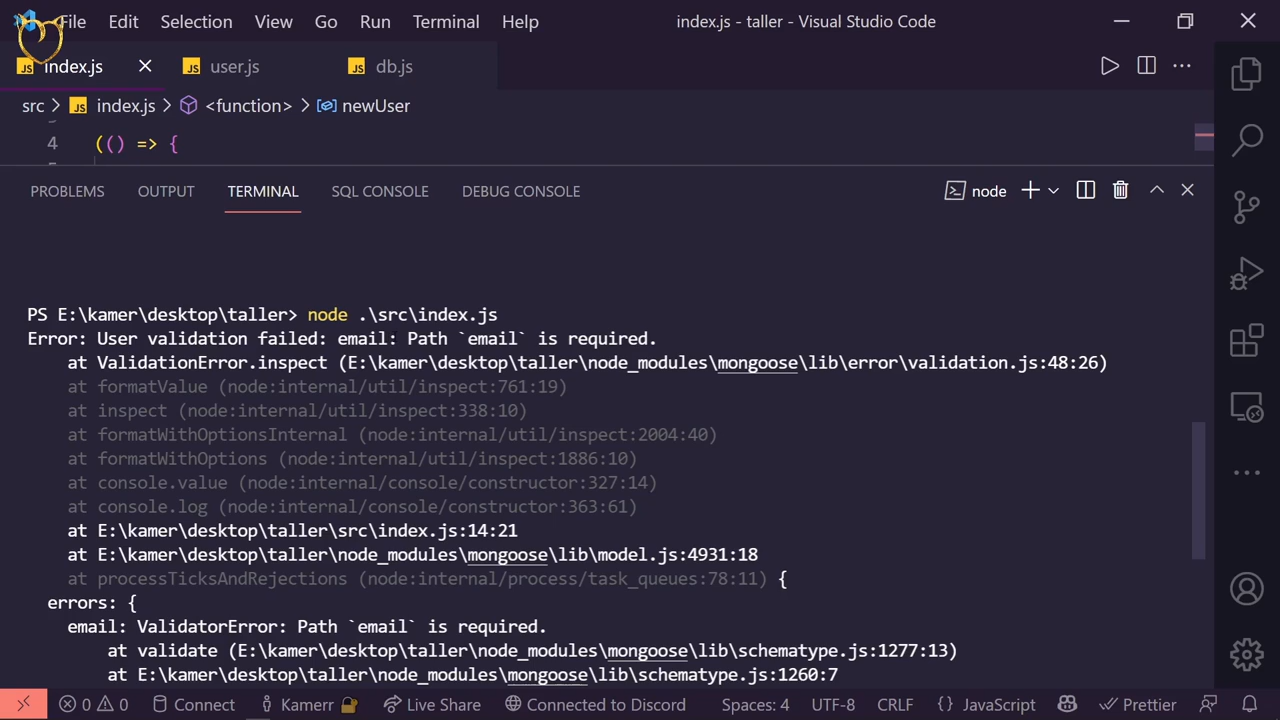 File Edit Selection View Go Run Terminal Help index.js - taller - Visual Studio Code
JS index.js JS user.js JS db.js
src > JS index.js > <function> > newUser
4 (() => {
PROBLEMS OUTPUT TERMINAL SQL CONSOLE DEBUG CONSOLE node
PS E:\kamer\desktop\taller> node .\src\index.js
Error: User validation failed: email: Path `email` is required.
at ValidationError.inspect (E:\kamer\desktop\taller\node_modules\mongoose\lib\error\validation.js:48:26)
at formatValue (node:internal/util/inspect:761:19)
at inspect (node:internal/util/inspect:338:10)
at formatWithOptionsInternal (node:internal/util/inspect:2004:40)
at formatWithOptions (node:internal/util/inspect:1886:10)
at console.value (node:internal/console/constructor:327:14)
at console.log (node:internal/console/constructor:363:61)
at E:\kamer\desktop\taller\src\index.js:14:21
at E:\kamer\desktop\taller\node_modules\mongoose\lib\model.js:4931:18
at processTicksAndRejections (node:internal/process/task_queues:78:11) {
errors: {
email: ValidatorError: Path `email` is required.
at validate (E:\kamer\desktop\taller\node_modules\mongoose\lib\schematype.js:1277:13)
at E:\kamer\desktop\taller\node_modules\mongoose\lib\schematype.js:1260:7
0 0 Connect Kamerr Live Share Connected to Discord Spaces: 4 UTF-8 CRLF {} JavaScript Prettier